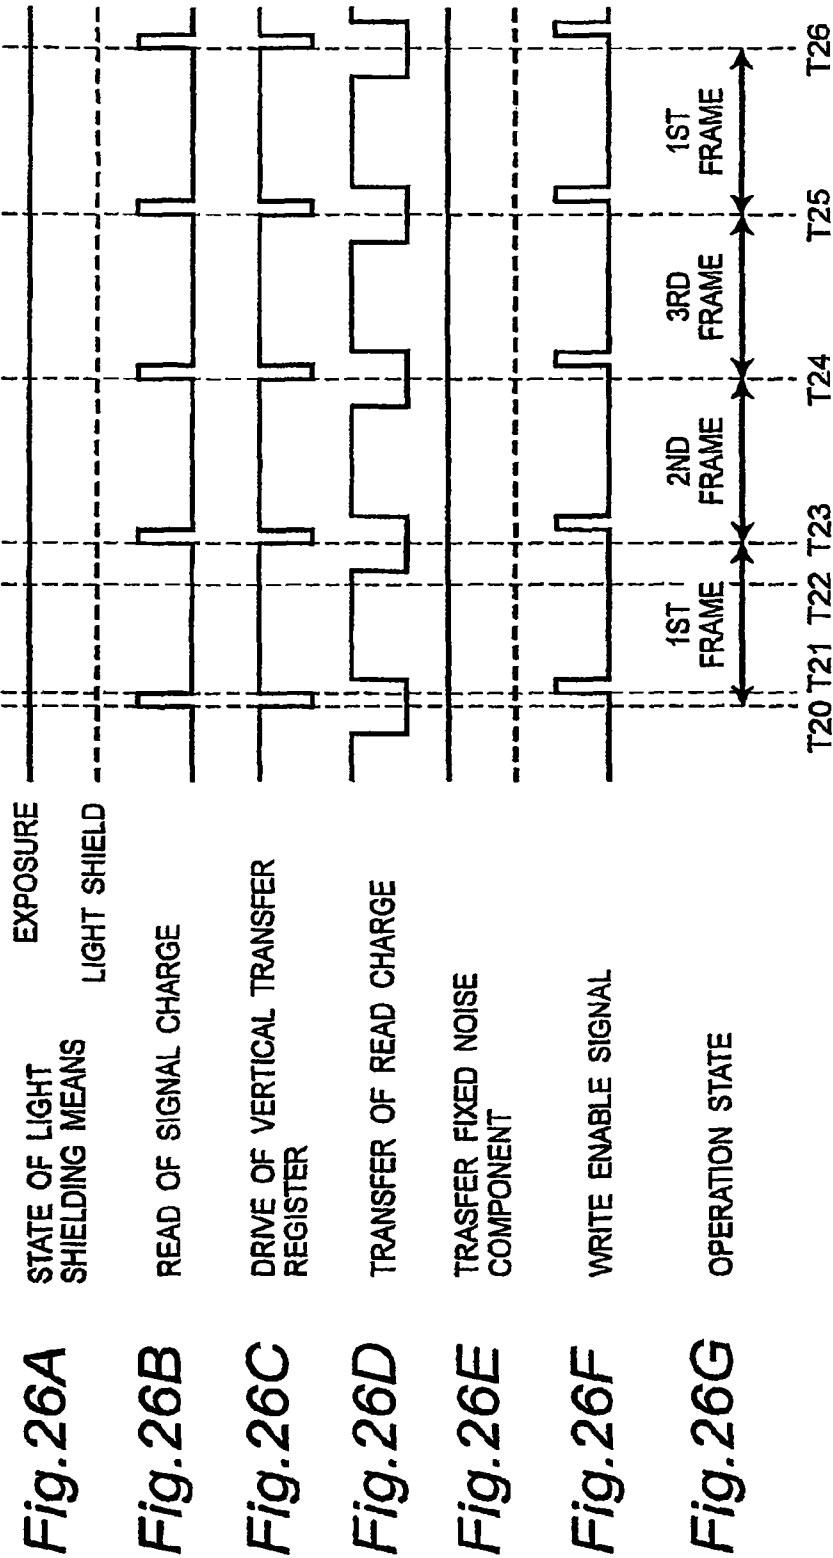 Fig.26A
STATE OF LIGHT
SHIELDING MEANS
EXPOSURE
LIGHT SHIELD
Fig.26B
READ OF SIGNAL CHARGE
Fig.26C
DRIVE OF VERTICAL TRANSFER
REGISTER
Fig.26D
TRANSFER OF READ CHARGE
Fig.26E
TRASFER FIXED NOISE
COMPONENT
Fig.26F
WRITE ENABLE SIGNAL
Fig.26G
OPERATION STATE
1ST
FRAME
2ND
FRAME
3RD
FRAME
1ST
FRAME
T20 T21 T22 T23 T24 T25 T26